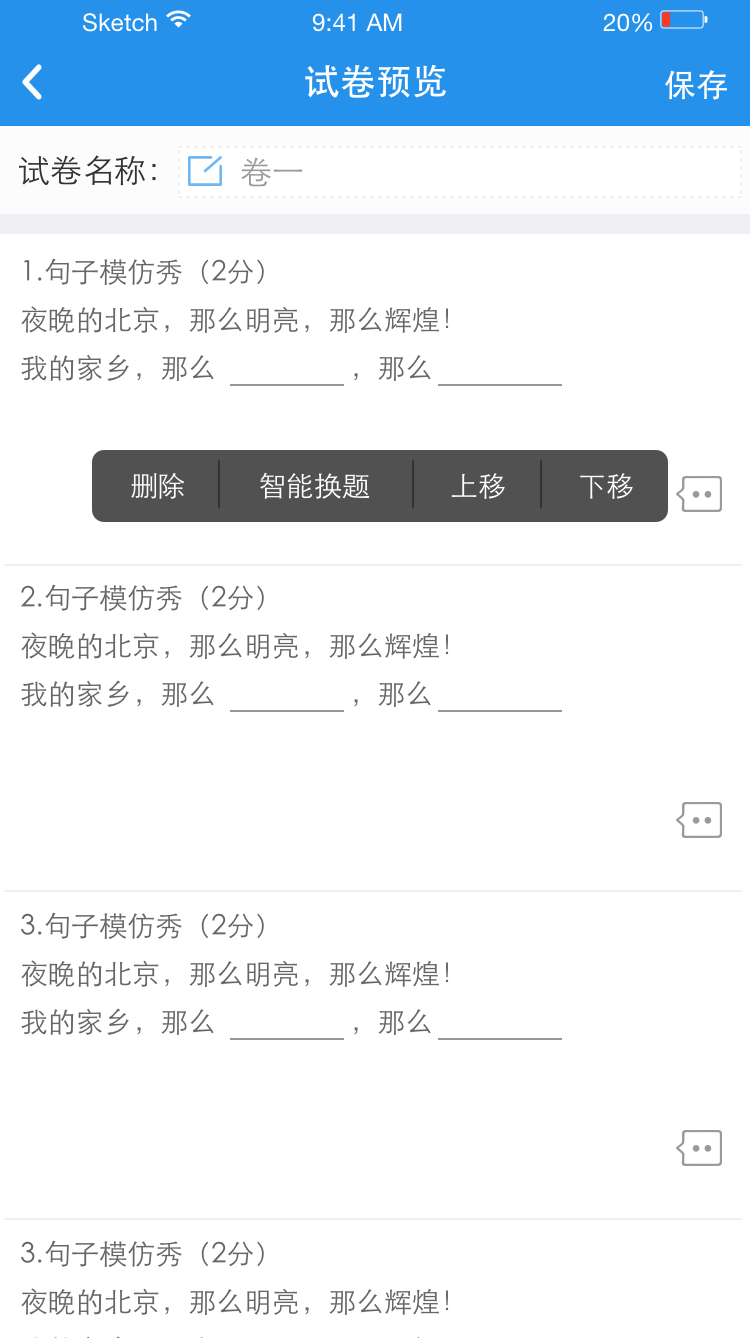 Sketch 9:41 AM 20%
试卷预览 保存
试卷名称: 卷一
1.句子模仿秀（2分）
夜晚的北京，那么明亮，那么辉煌！
我的家乡，那么 ________ ，那么 ________
删除 智能换题 上移 下移
2.句子模仿秀（2分）
夜晚的北京，那么明亮，那么辉煌！
我的家乡，那么 ________ ，那么 ________
3.句子模仿秀（2分）
夜晚的北京，那么明亮，那么辉煌！
我的家乡，那么 ________ ，那么 ________
3.句子模仿秀（2分）
夜晚的北京，那么明亮，那么辉煌！